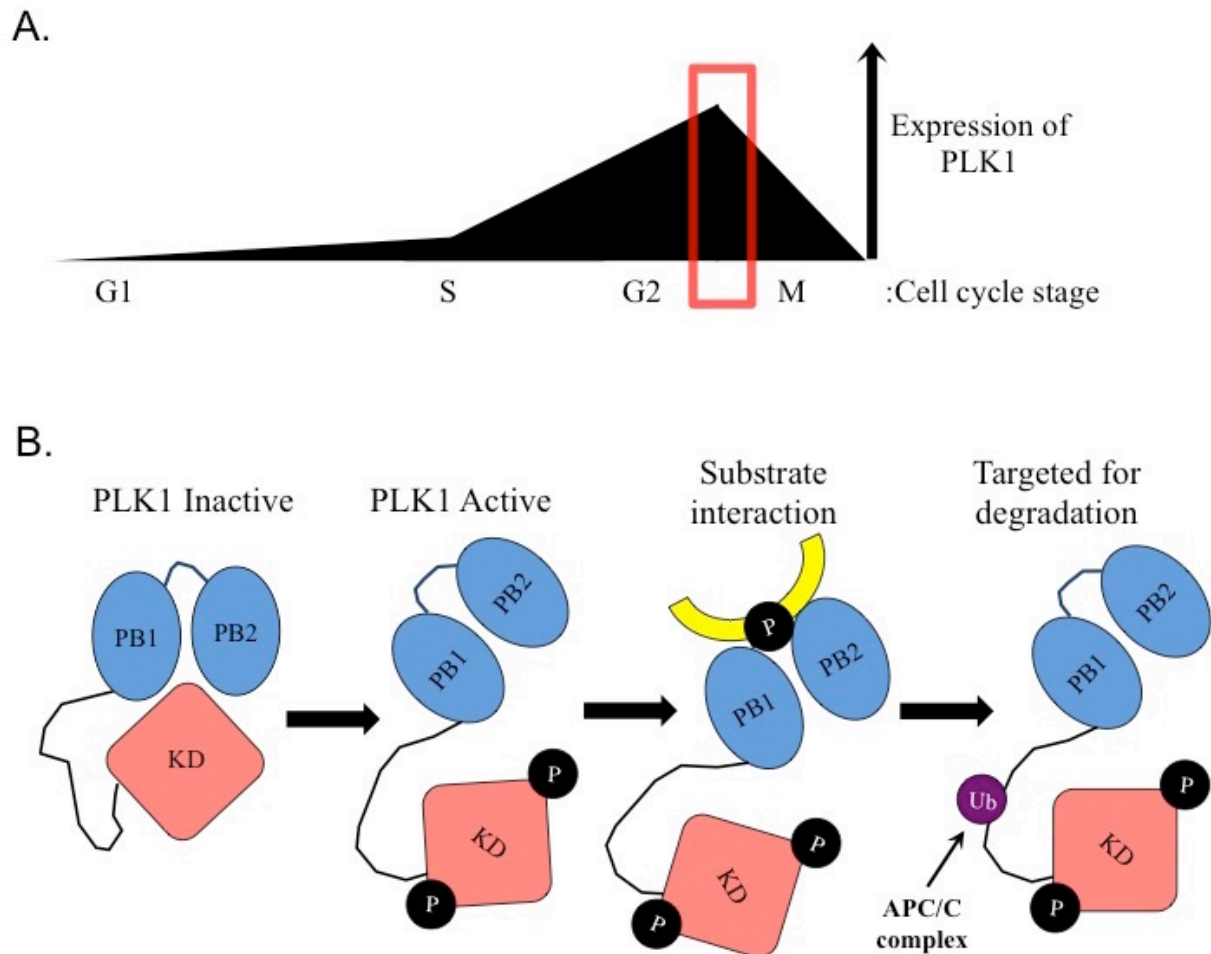 A.
Expression of
PLK1
G1 S G2 M :Cell cycle stage
B.
PLK1 Inactive
PLK1 Active
Substrate
interaction
Targeted for
degradation
PB1 PB2
KD
PB2
PB1
P
KD
P
P
PB2
PB1
P
KD
P
PB2
PB1
Ub
P
KD
P
APC/C
complex